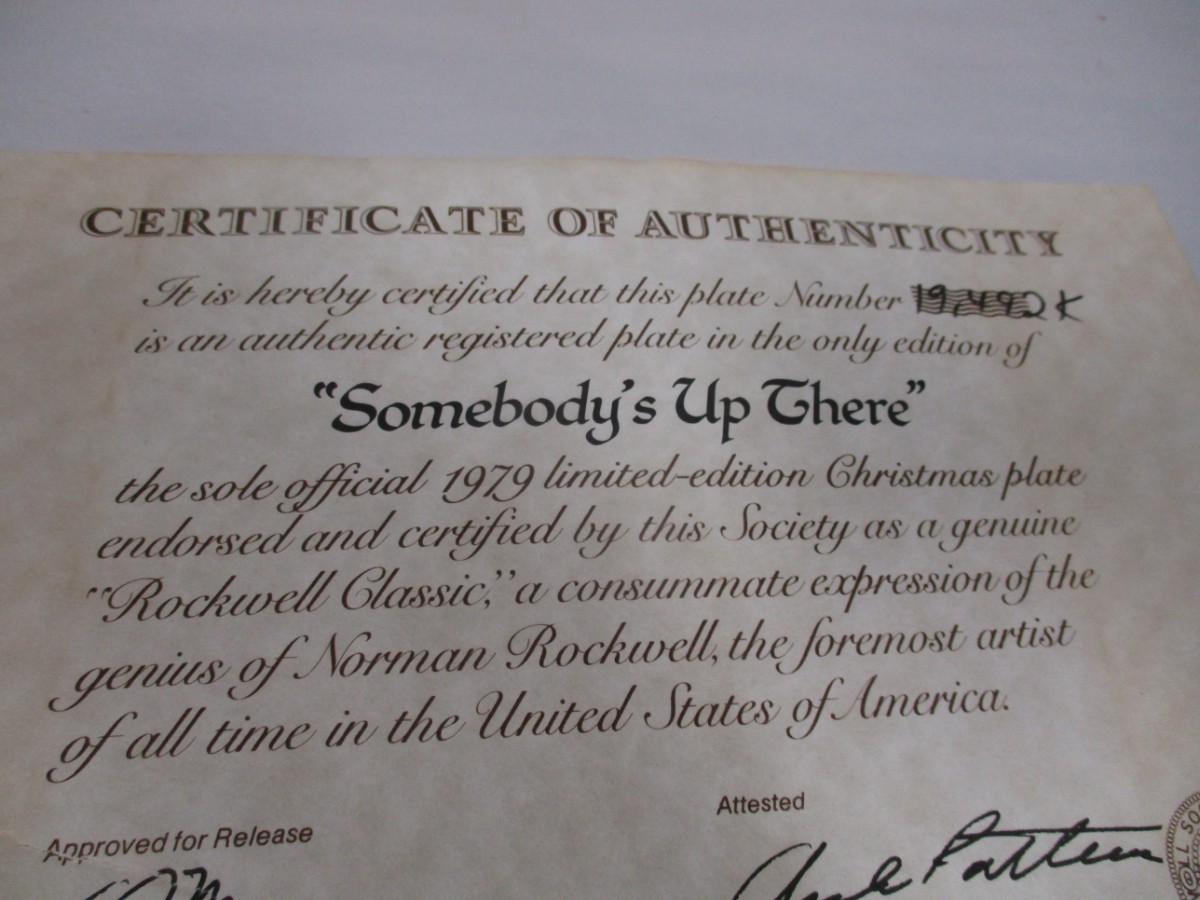 CERTIFICATE OF AUTHENTICITY
It is hereby certified that this plate Number
is an authentic registered plate in the only edition of
"Somebody's Up There"
the sole official 1979 limited-edition Christmas plate
endorsed and certified by this Society as a genuine
"Rockwell Classic," a consummate expression of the
genius of Norman Rockwell, the foremost artist
of all time in the United States of America.
Attested
Approved for Release